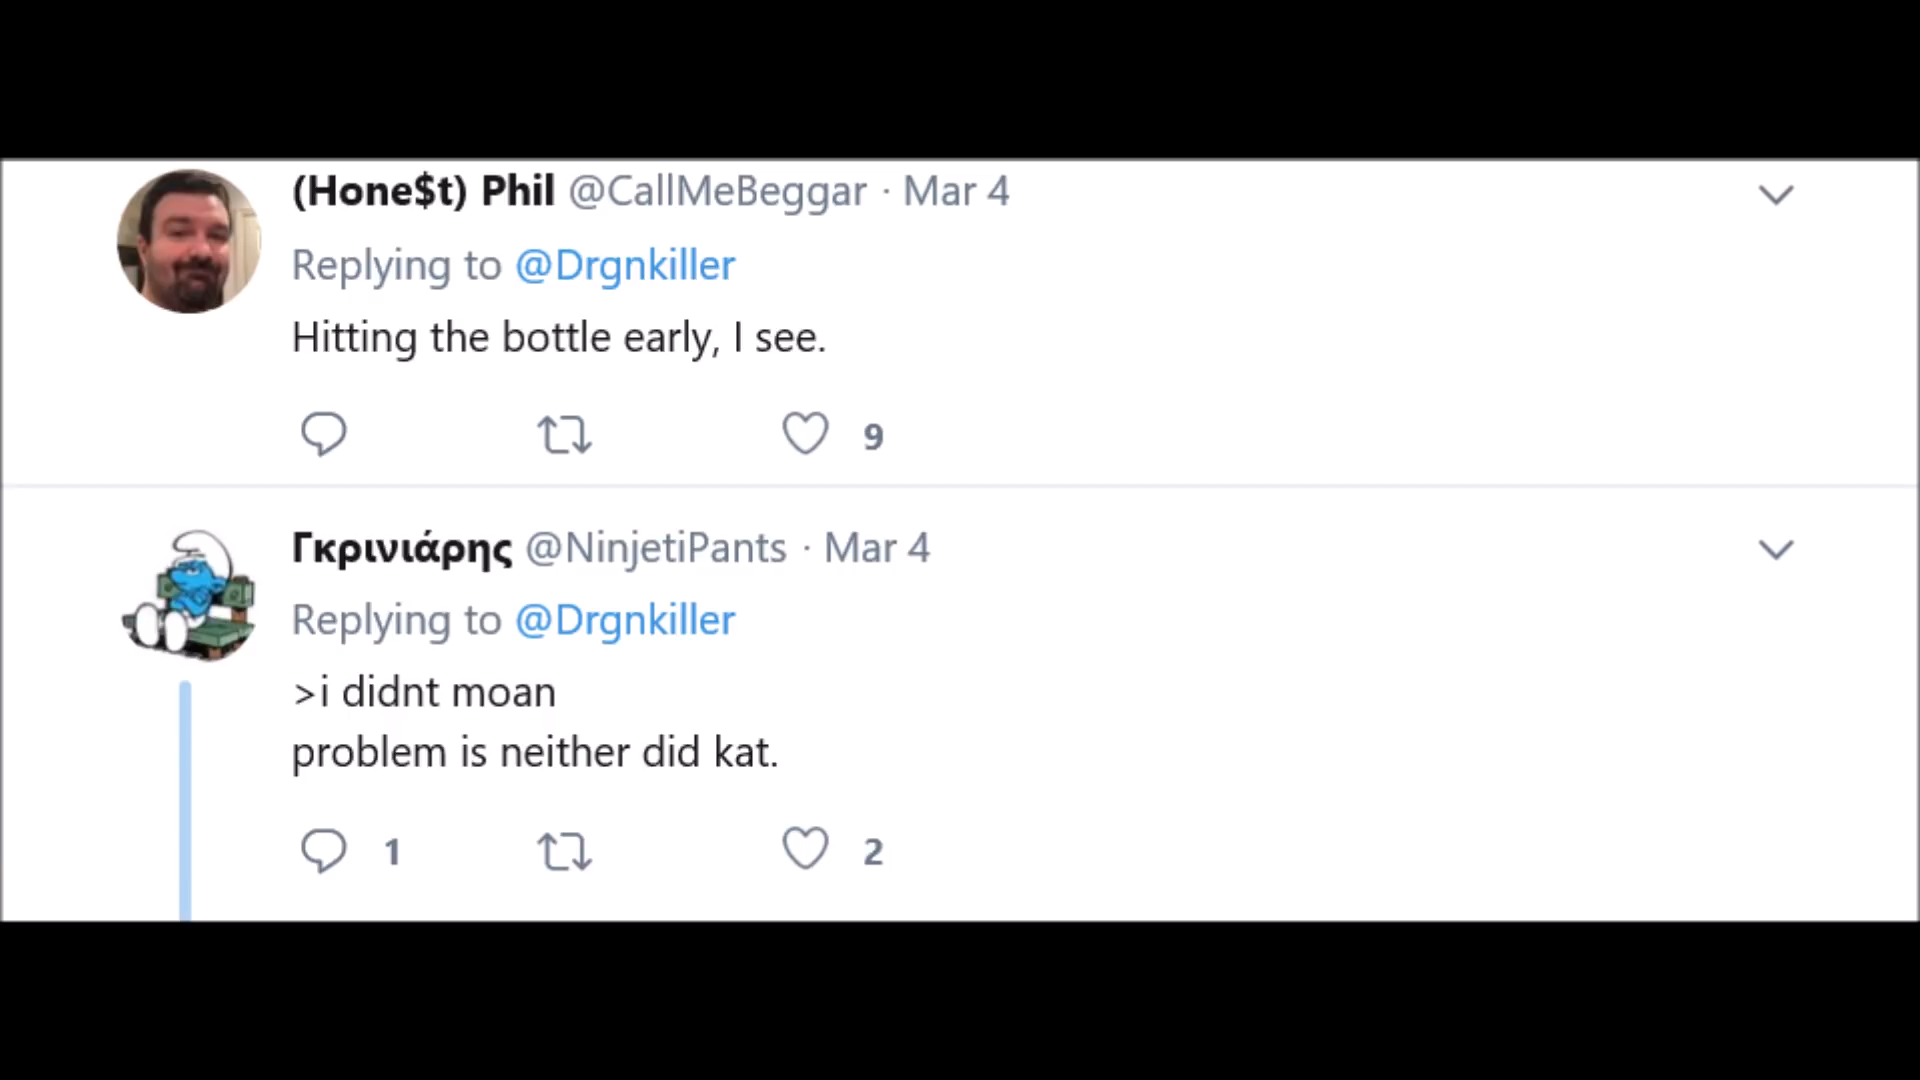 (Hone$t) Phil @CallMeBeggar · Mar 4
Replying to @Drgnkiller
Hitting the bottle early, I see.
9
Γκρινιάρης @NinjetiPants · Mar 4
Replying to @Drgnkiller
>i didnt moan
problem is neither did kat.
1 2